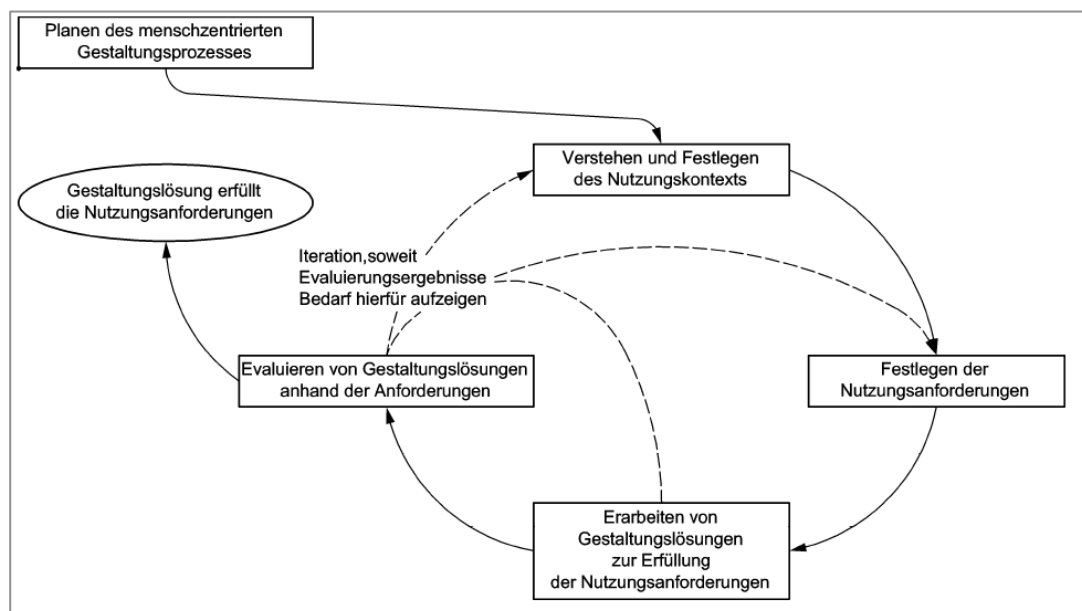 Planen des menschzentrierten
Gestaltungsprozesses
Verstehen und Festlegen
des Nutzungskontexts
Gestaltungslösung erfüllt
die Nutzungsanforderungen
Iteration,soweit
Evaluierungsergebnisse
Bedarf hierfür aufzeigen
Evaluieren von Gestaltungslösungen
anhand der Anforderungen
Festlegen der
Nutzungsanforderungen
Erarbeiten von
Gestaltungslösungen
zur Erfüllung
der Nutzungsanforderungen